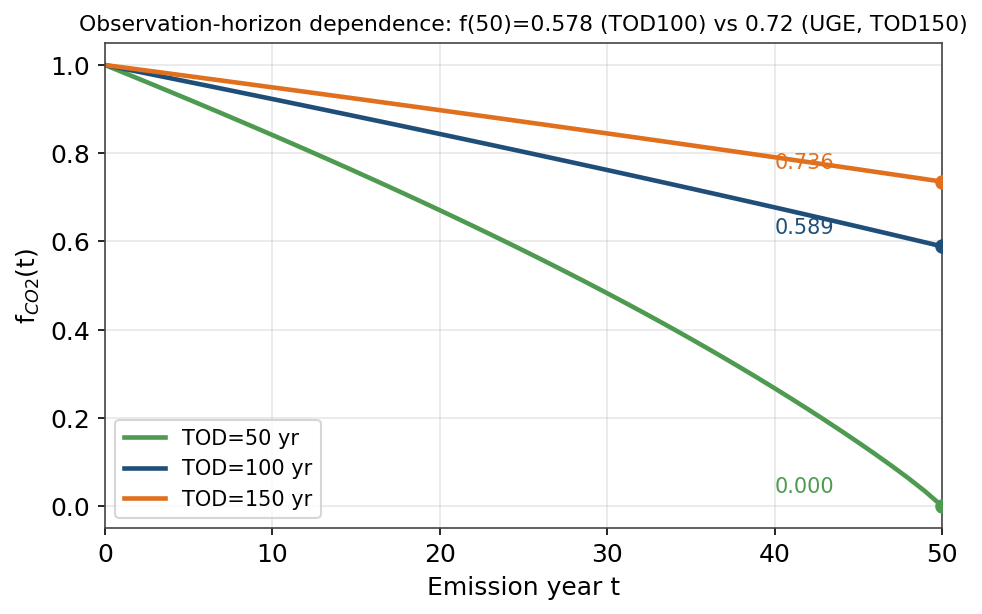 Observation-horizon dependence: f(50)=0.578 (TOD100) vs 0.72 (UGE, TOD150)
f_{CO2}(t)
1.0
0.8
0.6
0.4
0.2
0.0
0.736
0.589
0.000
TOD=50 yr
TOD=100 yr
TOD=150 yr
0 10 20 30 40 50
Emission year t